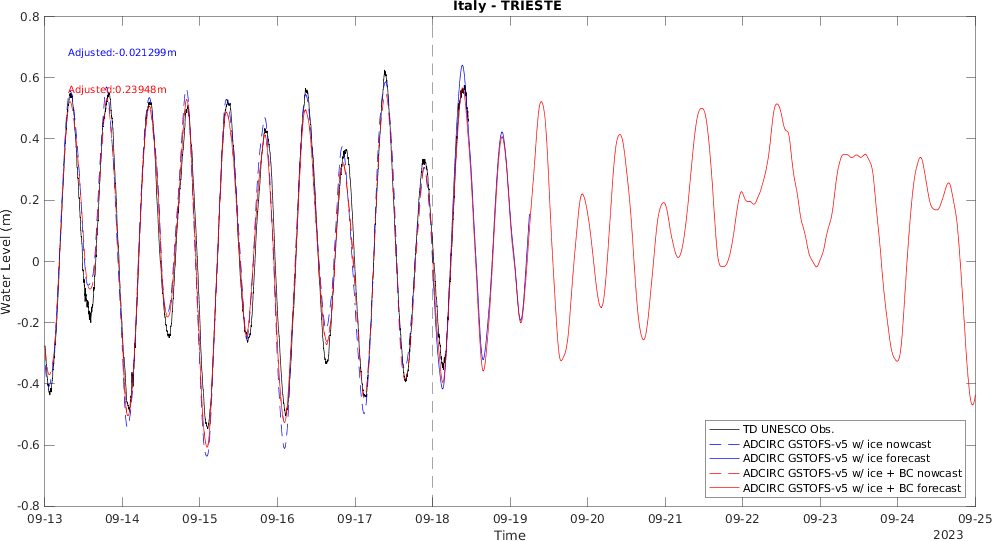 Italy - TRIESTE
0.8
Adjusted:-0.021299m
0.6
Adjusted:0.23948m
0.4
0.2
0
-0.2
-0.4
-0.6
-0.8
Water Level (m)
TD UNESCO Obs.
ADCIRC GSTOFS-v5 w/ ice nowcast
ADCIRC GSTOFS-v5 w/ ice forecast
ADCIRC GSTOFS-v5 w/ ice + BC nowcast
ADCIRC GSTOFS-v5 w/ ice + BC forecast
09-13 09-14 09-15 09-16 09-17 09-18 09-19 09-20 09-21 09-22 09-23 09-24 09-25
Time
2023